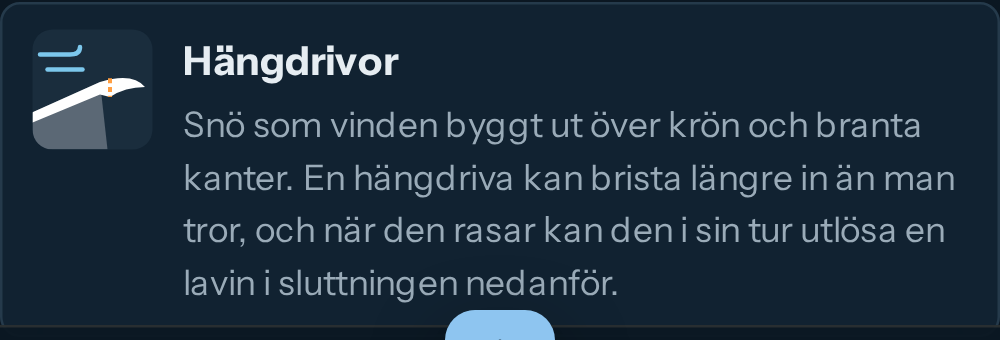 Hängdrivor
Snö som vinden byggt ut över krön och branta
kanter. En hängdriva kan brista längre in än man
tror, och när den rasar kan den i sin tur utlösa en
lavin i sluttningen nedanför.